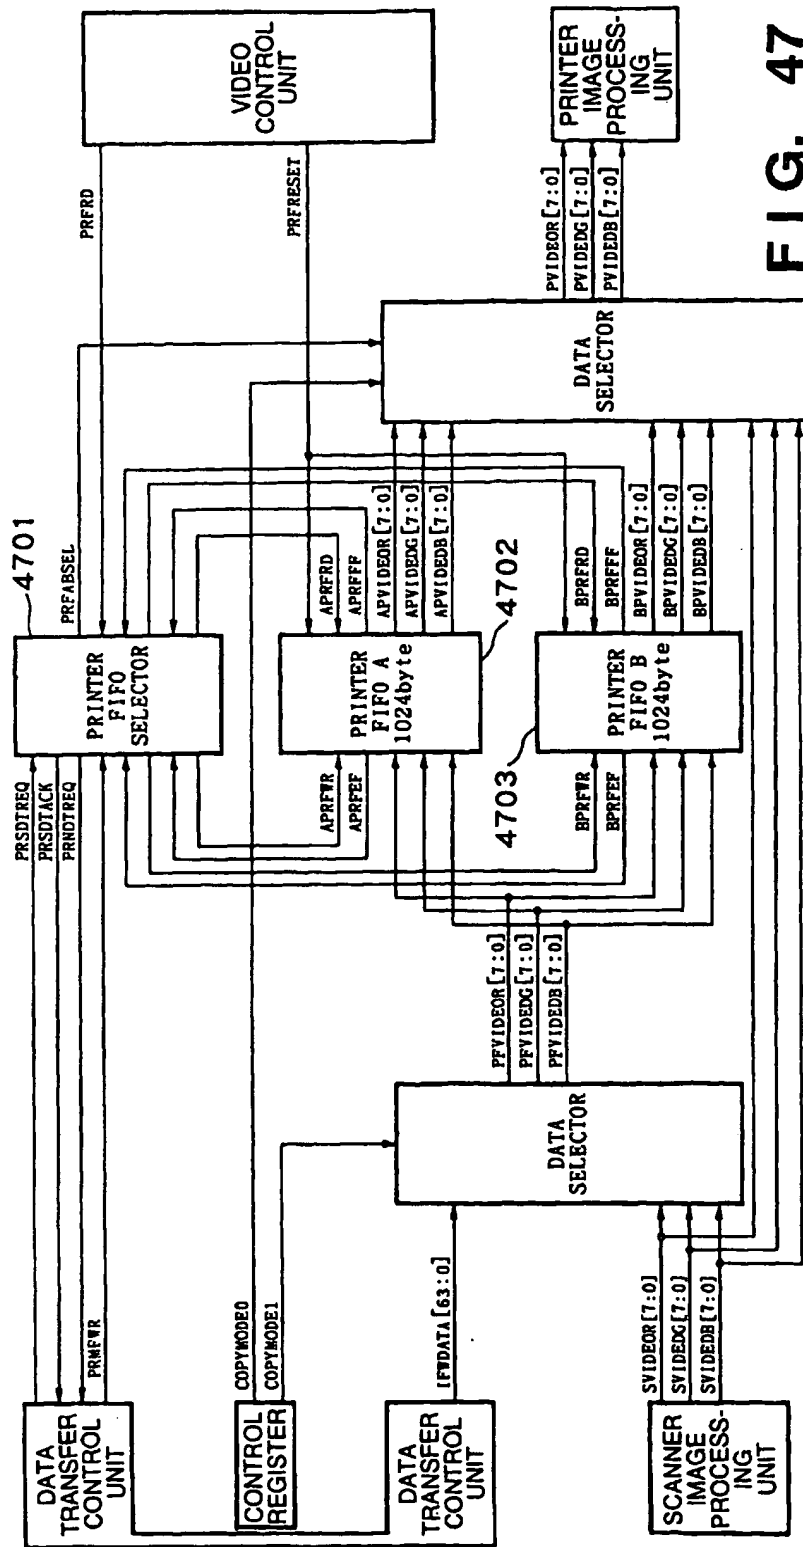 DATA
TRANSFER
CONTROL
UNIT
PRSDTREQ
PRSDTACK
PRNDTREQ
PRMFWR
4701
PRINTER
FIFO
SELECTOR
PRFABSEL
PRFRD
PRFRESET
VIDEO
CONTROL
UNIT
CONTROL
REGISTER
COPYMODE0
COPYMODE1
APRFWR
APRFEF
PRINTER
FIFO A
1024byte
APRFRD
APRFFF
APVIDEOR[7:0]
APVIDEDG[7:0]
APVIDEDB[7:0]
4702
4703
BPRFWR
BPRFEF
PRINTER
FIFO B
1024byte
BPRFRD
BPRFFF
BPVIDEOR[7:0]
BPVIDEDG[7:0]
BPVIDEDB[7:0]
DATA
TRANSFER
CONTROL
UNIT
IFWDATA[63:0]
DATA
SELECTOR
PFVIDEOR[7:0]
PFVIDEDG[7:0]
PFVIDEDB[7:0]
SCANNER
IMAGE
PROCESS-
ING
UNIT
SVIDEOR[7:0]
SVIDEDG[7:0]
SVIDEDB[7:0]
DATA
SELECTOR
PVIDEOR[7:0]
PVIDEDG[7:0]
PVIDEDB[7:0]
PRINTER
IMAGE
PROCESS-
ING
UNIT
FIG. 47